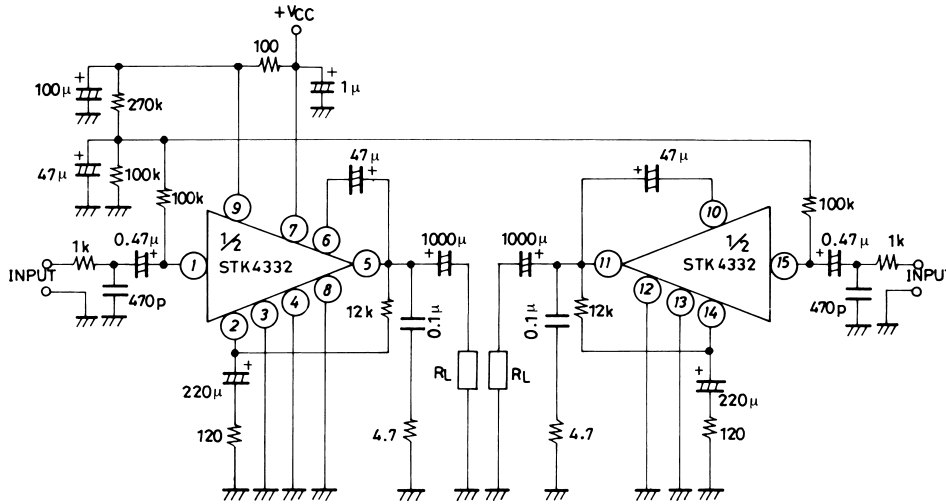 +VCC
100
+
100μ
270k
+
1μ
+
47μ
100k
100k
47μ
+
47μ
+
100k
9
7
6
10
1/2
STK4332
1/2
STK4332
1k
0.47μ
+
INPUT
470p
1
5
1000μ
+
1000μ
+
11
15
0.47μ
+
1k
INPUT
470p
2
3
4
8
12k
0.1μ
0.1μ
12k
12
13
14
+
220μ
RL
RL
+
220μ
120
4.7
4.7
120